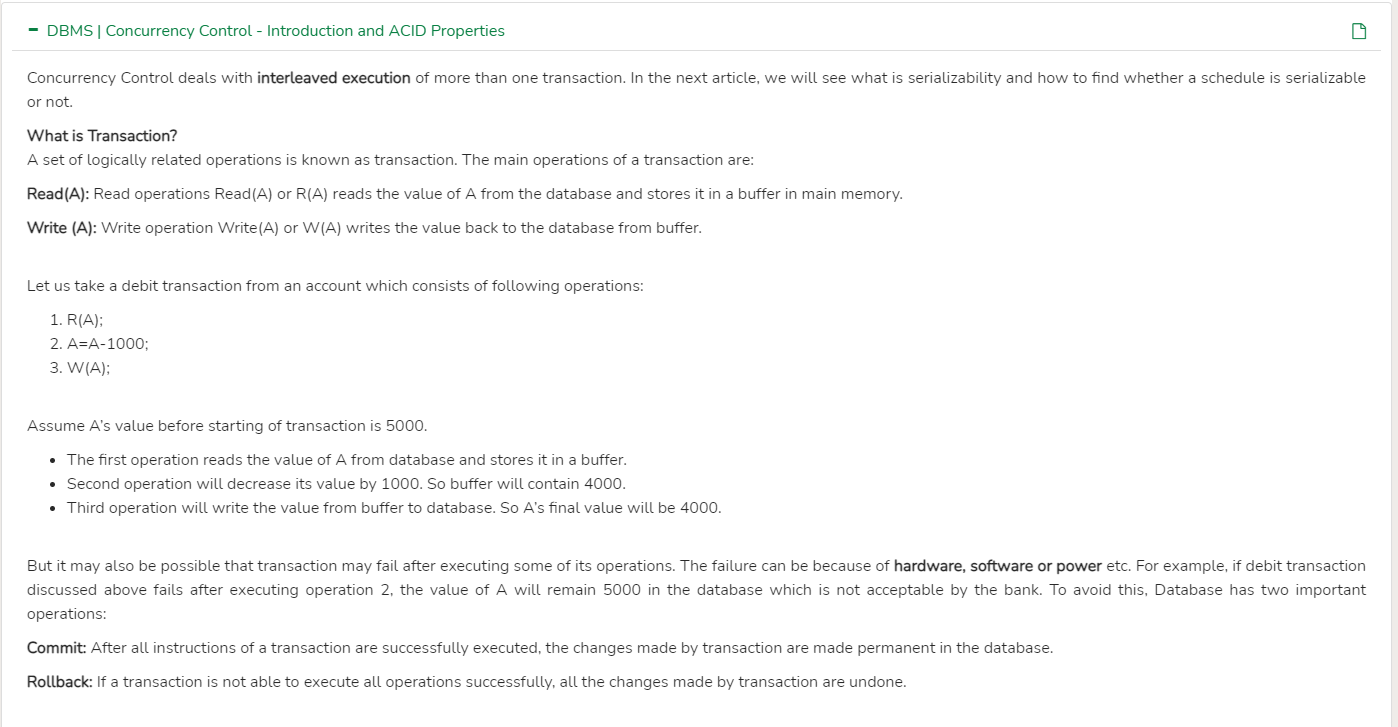 – DBMS | Concurrency Control - Introduction and ACID Properties
Concurrency Control deals with interleaved execution of more than one transaction. In the next article, we will see what is serializability and how to find whether a schedule is serializable
or not.
What is Transaction?
A set of logically related operations is known as transaction. The main operations of a transaction are:
Read(A): Read operations Read(A) or R(A) reads the value of A from the database and stores it in a buffer in main memory.
Write (A): Write operation Write(A) or W(A) writes the value back to the database from buffer.
Let us take a debit transaction from an account which consists of following operations:
1. R(A);
2. A=A-1000;
3. W(A);
Assume A’s value before starting of transaction is 5000.
• The first operation reads the value of A from database and stores it in a buffer.
• Second operation will decrease its value by 1000. So buffer will contain 4000.
• Third operation will write the value from buffer to database. So A’s final value will be 4000.
But it may also be possible that transaction may fail after executing some of its operations. The failure can be because of hardware, software or power etc. For example, if debit transaction
discussed above fails after executing operation 2, the value of A will remain 5000 in the database which is not acceptable by the bank. To avoid this, Database has two important
operations:
Commit: After all instructions of a transaction are successfully executed, the changes made by transaction are made permanent in the database.
Rollback: If a transaction is not able to execute all operations successfully, all the changes made by transaction are undone.